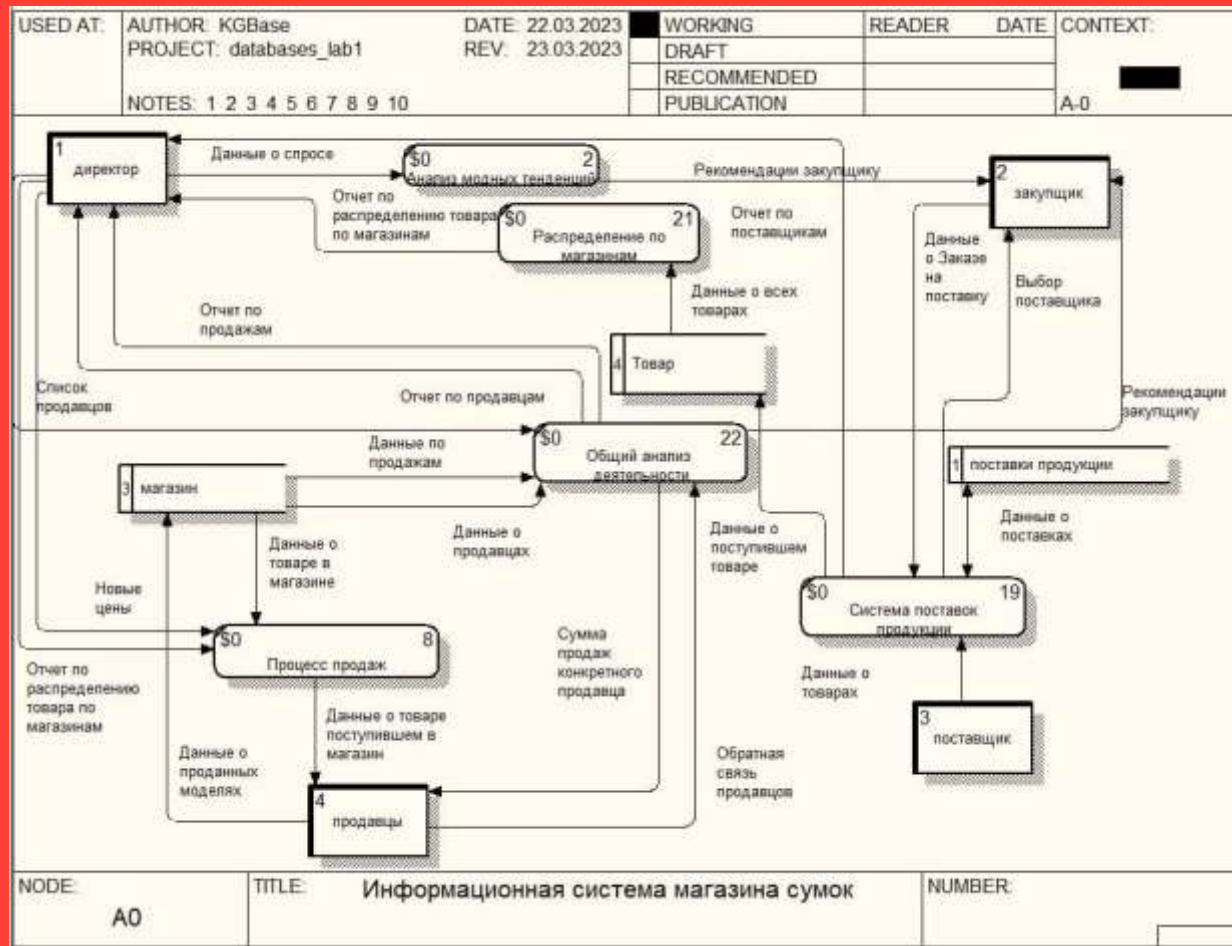 USED AT:
AUTHOR: KGBase
DATE: 22.03.2023
PROJECT: databases_lab1
REV: 23.03.2023
NOTES: 1 2 3 4 5 6 7 8 9 10
WORKING
DRAFT
RECOMMENDED
PUBLICATION
READER
DATE
CONTEXT:
A-0
1
директор
Данные о спросе
$0
2
Анализ модных тенденций
Рекомендации закупщику
2
закупщик
Отчет по
распределению товара
по магазинам
$0
21
Распределение по
магазинам
Отчет по
поставщикам
Данные
о Заказе
на
поставку
Выбор
поставщика
Данные о всех
товарах
Отчет по
продажам
4
Товар
Список
продавцов
Отчет по продавцам
Рекомендации
закупщику
$0
22
Общий анализ
деятельности
Данные по
продажам
3
магазин
1
поставки продукции
Данные о
продавцах
Данные о
поступившем
товаре
Данные о
поставках
Данные о
товаре в
магазине
Новые
цены
$0
19
Система поставок
продукции
$0
8
Процесс продаж
Сумма
продаж
конкретного
продавца
Данные о
товарах
Отчет по
распределению
товара по
магазинам
Данные о товаре
поступившем в
магазин
3
поставщик
Данные о
проданных
моделях
Обратная
связь
продавцов
4
продавцы
NODE:
A0
TITLE:
Информационная система магазина сумок
NUMBER: